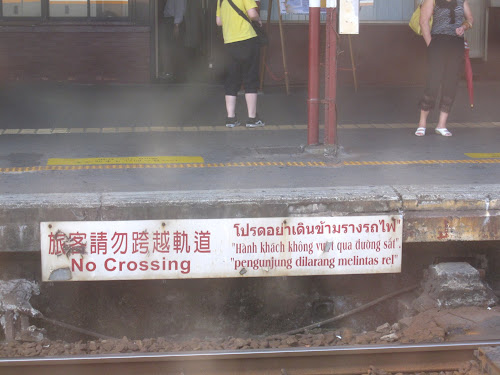 旅客請勿跨越軌道
No Crossing
โปรดอย่าเดินข้ามรางรถไฟ
"Hành khách không vượt qua đường sắt".
"pengunjung dilarang melintas rel"